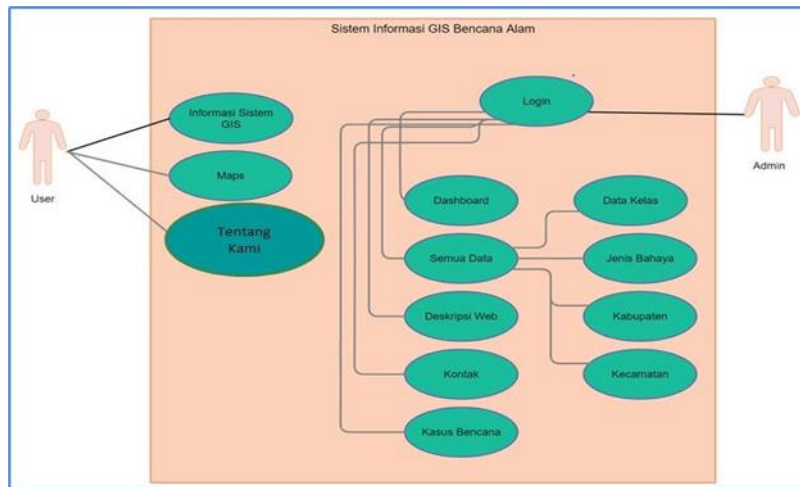 Sistem Informasi GIS Bencana Alam
Informasi Sistem
GIS
Maps
Tentang
Kami
User
Login
Admin
Dashboard
Data Kelas
Semua Data
Jenis Bahaya
Deskripsi Web
Kabupaten
Kontak
Kecamatan
Kasus Bencana